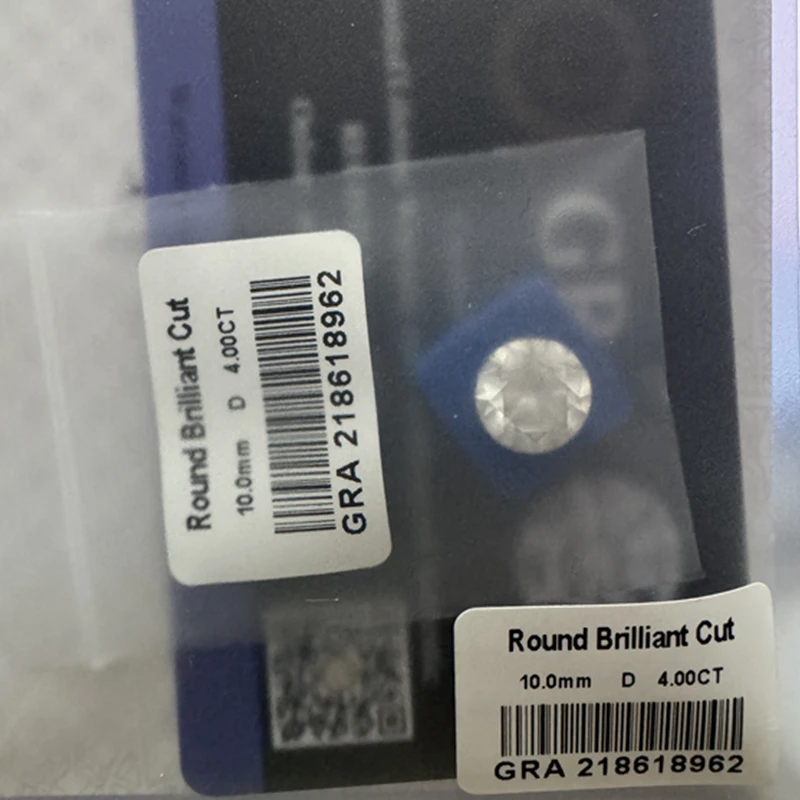 Round Brilliant Cut
10.0mm D 4.00CT
GRA 218618962
Round Brilliant Cut
10.0mm D 4.00CT
GRA 218618962